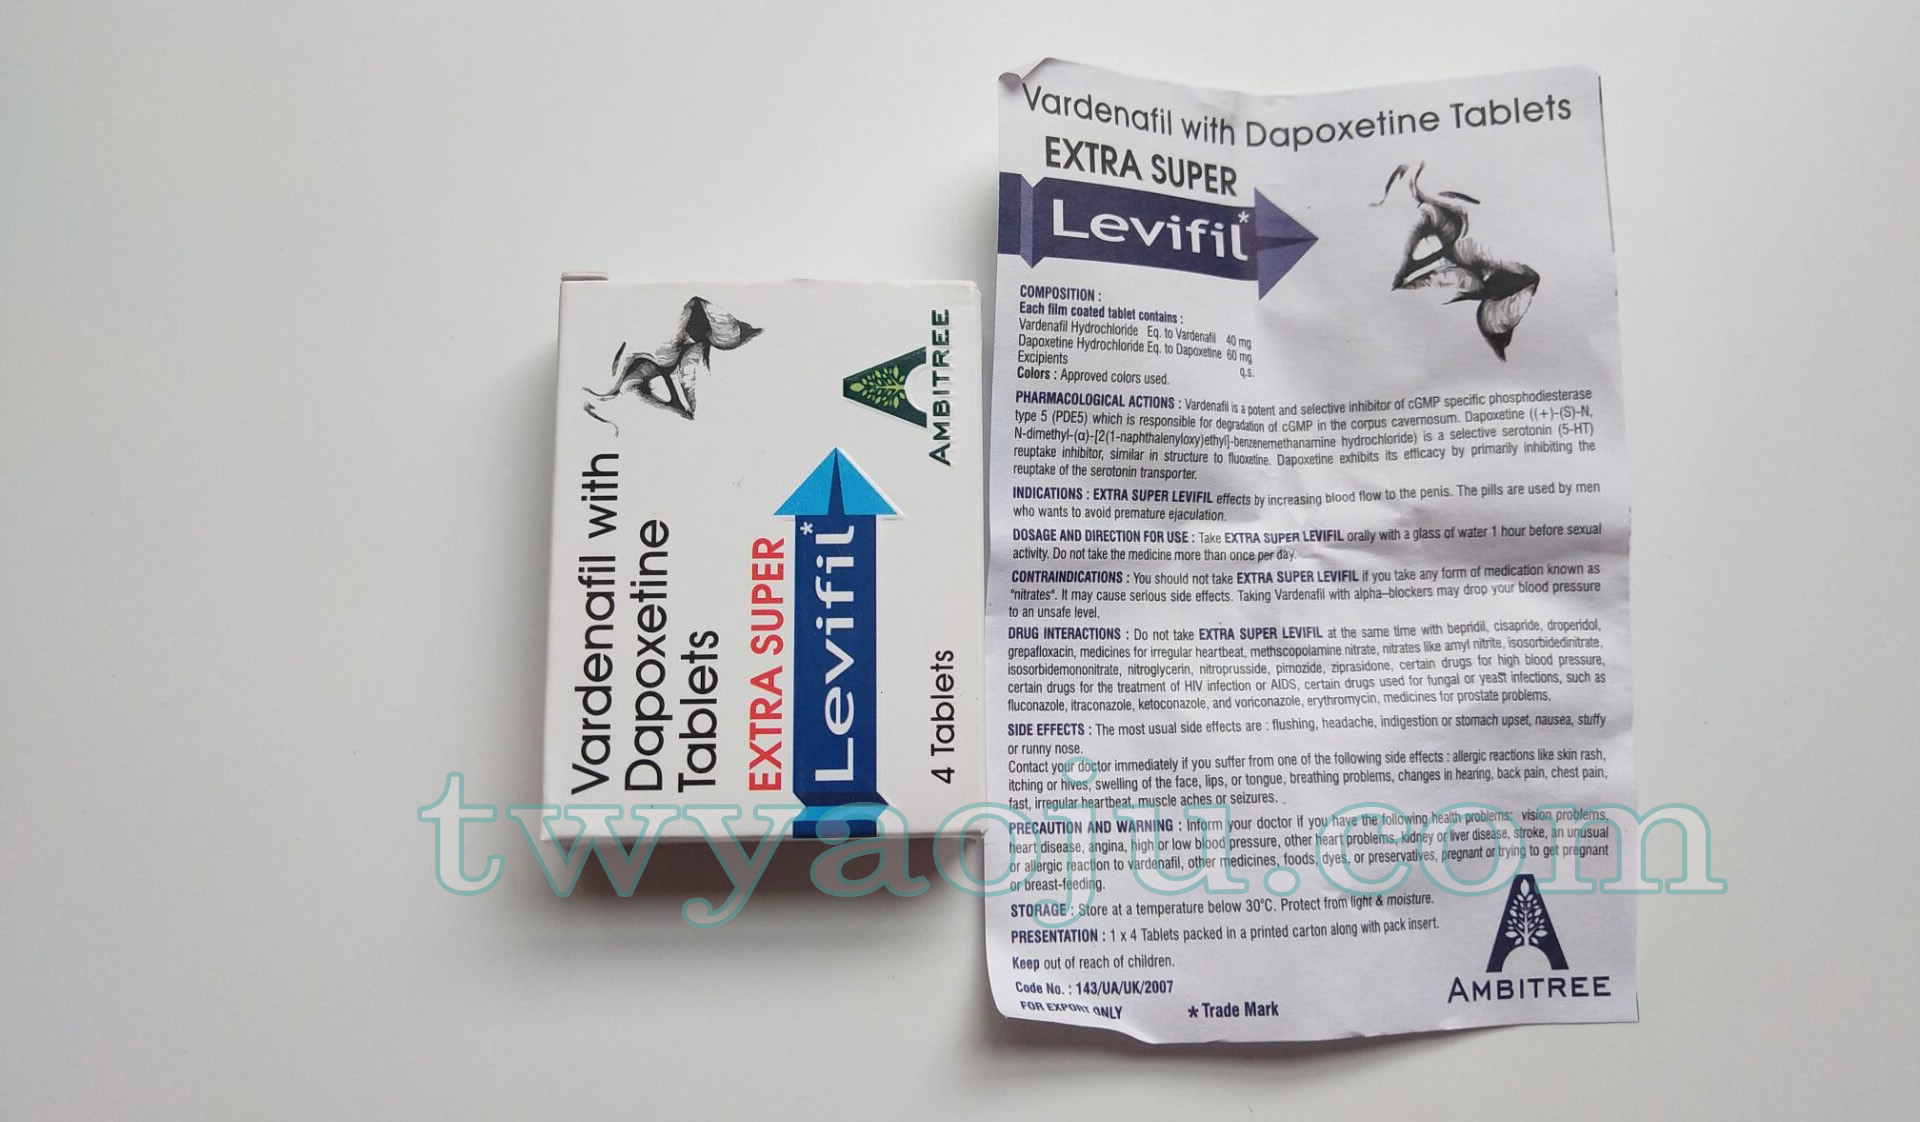 Vardenafil with
Dapoxetine
Tablets
EXTRA SUPER
Levifil*
4 Tablets
AMBITREE
Vardenafil with Dapoxetine Tablets
EXTRA SUPER
Levifil*
COMPOSITION :
Each film coated tablet contains :
Vardenafil Hydrochloride Eq. to Vardenafil 40 mg
Dapoxetine Hydrochloride Eq. to Dapoxetine 60 mg
Excipients q.s.
Colors : Approved colors used.
PHARMACOLOGICAL ACTIONS : Vardenafil is a potent and selective inhibitor of cGMP specific phosphodiesterase
type 5 (PDE5) which is responsible for degradation of cGMP in the corpus cavernosum. Dapoxetine ((+)-(S)-N,
N-dimethyl-(α)-[2(1-naphthalenyloxy)ethyl]-benzenemethanamine hydrochloride) is a selective serotonin (5-HT)
reuptake inhibitor, similar in structure to fluoxetine. Dapoxetine exhibits its efficacy by primarily inhibiting the
reuptake of the serotonin transporter.
INDICATIONS : EXTRA SUPER LEVIFIL effects by increasing blood flow to the penis. The pills are used by men
who wants to avoid premature ejaculation.
DOSAGE AND DIRECTION FOR USE : Take EXTRA SUPER LEVIFIL orally with a glass of water 1 hour before sexual
activity. Do not take the medicine more than once per day.
CONTRAINDICATIONS : You should not take EXTRA SUPER LEVIFIL if you take any form of medication known as
"nitrates". It may cause serious side effects. Taking Vardenafil with alpha–blockers may drop your blood pressure
to an unsafe level.
DRUG INTERACTIONS : Do not take EXTRA SUPER LEVIFIL at the same time with bepridil, cisapride, droperidol,
grepafloxacin, medicines for irregular heartbeat, methscopolamine nitrate, nitrates like amyl nitrite, isosorbidedinitrate,
isosorbidemononitrate, nitroglycerin, nitroprusside, pimozide, ziprasidone, certain drugs for high blood pressure,
certain drugs for the treatment of HIV infection or AIDS, certain drugs used for fungal or yeast infections, such as
fluconazole, itraconazole, ketoconazole, and voriconazole, erythromycin, medicines for prostate problems.
SIDE EFFECTS : The most usual side effects are : flushing, headache, indigestion or stomach upset, nausea, stuffy
or runny nose.
Contact your doctor immediately if you suffer from one of the following side effects : allergic reactions like skin rash,
itching or hives, swelling of the face, lips, or tongue, breathing problems, changes in hearing, back pain, chest pain,
fast, irregular heartbeat, muscle aches or seizures. .
PRECAUTION AND WARNING : Inform your doctor if you have the following health problems: vision problems,
heart disease, angina, high or low blood pressure, other heart problems, kidney or liver disease, stroke, an unusual
or allergic reaction to vardenafil, other medicines, foods, dyes, or preservatives, pregnant or trying to get pregnant
or breast-feeding.
STORAGE : Store at a temperature below 30°C. Protect from light & moisture.
PRESENTATION : 1 x 4 Tablets packed in a printed carton along with pack insert.
Keep out of reach of children.
Code No. : 143/UA/UK/2007
FOR EXPORT ONLY
* Trade Mark
AMBITREE
twyaoju.com